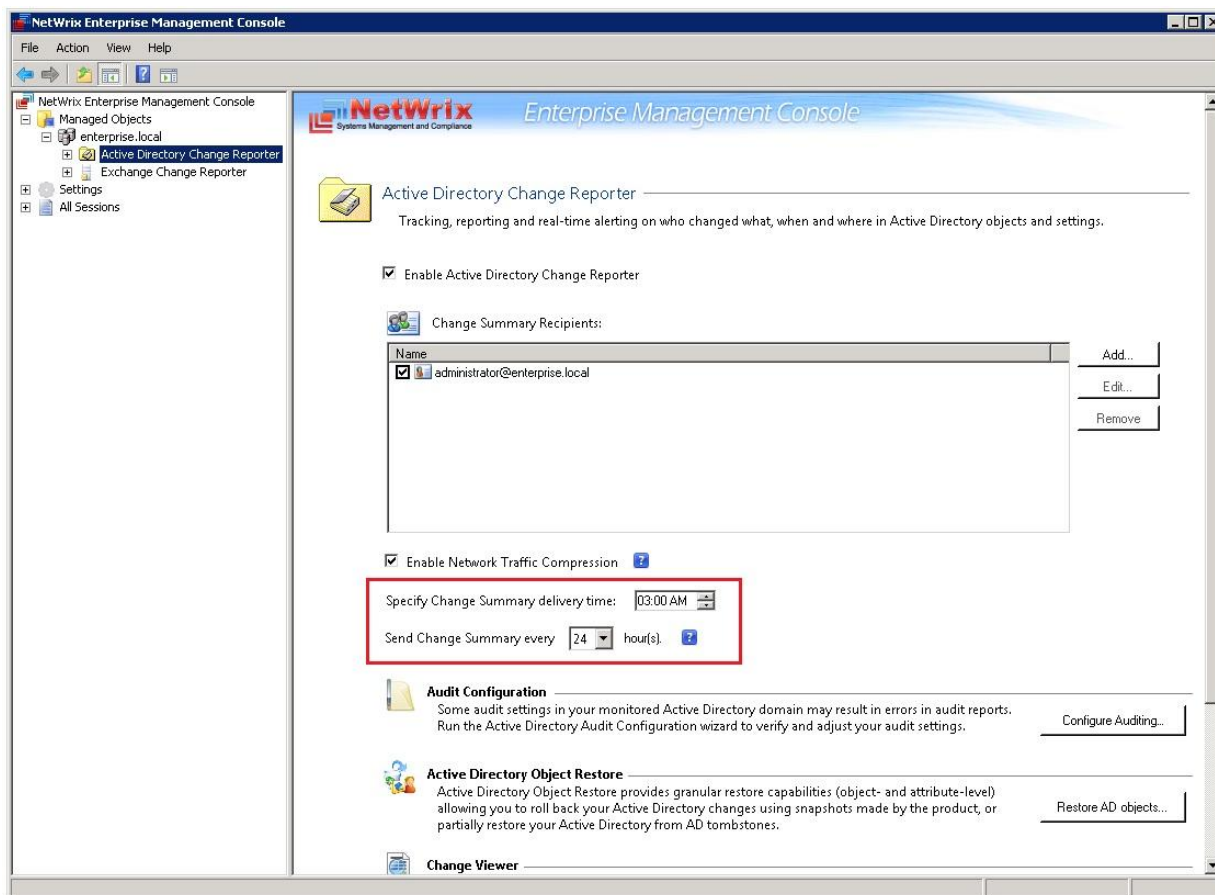 NetWrix Enterprise Management Console
File Action View Help
NetWrix Enterprise Management Console
Managed Objects
enterprise.local
Active Directory Change Reporter
Exchange Change Reporter
Settings
All Sessions
NetWrix
Systems Management and Compliance
Enterprise Management Console
Active Directory Change Reporter
Tracking, reporting and real-time alerting on who changed what, when and where in Active Directory objects and settings.
Enable Active Directory Change Reporter
Change Summary Recipients:
Name
administrator@enterprise.local
Add...
Edit...
Remove
Enable Network Traffic Compression ?
Specify Change Summary delivery time: 03:00 AM
Send Change Summary every 24 hour(s). ?
Audit Configuration
Some audit settings in your monitored Active Directory domain may result in errors in audit reports.
Run the Active Directory Audit Configuration wizard to verify and adjust your audit settings.
Configure Auditing...
Active Directory Object Restore
Active Directory Object Restore provides granular restore capabilities (object- and attribute-level)
allowing you to roll back your Active Directory changes using snapshots made by the product, or
partially restore your Active Directory from AD tombstones.
Restore AD objects...
Change Viewer